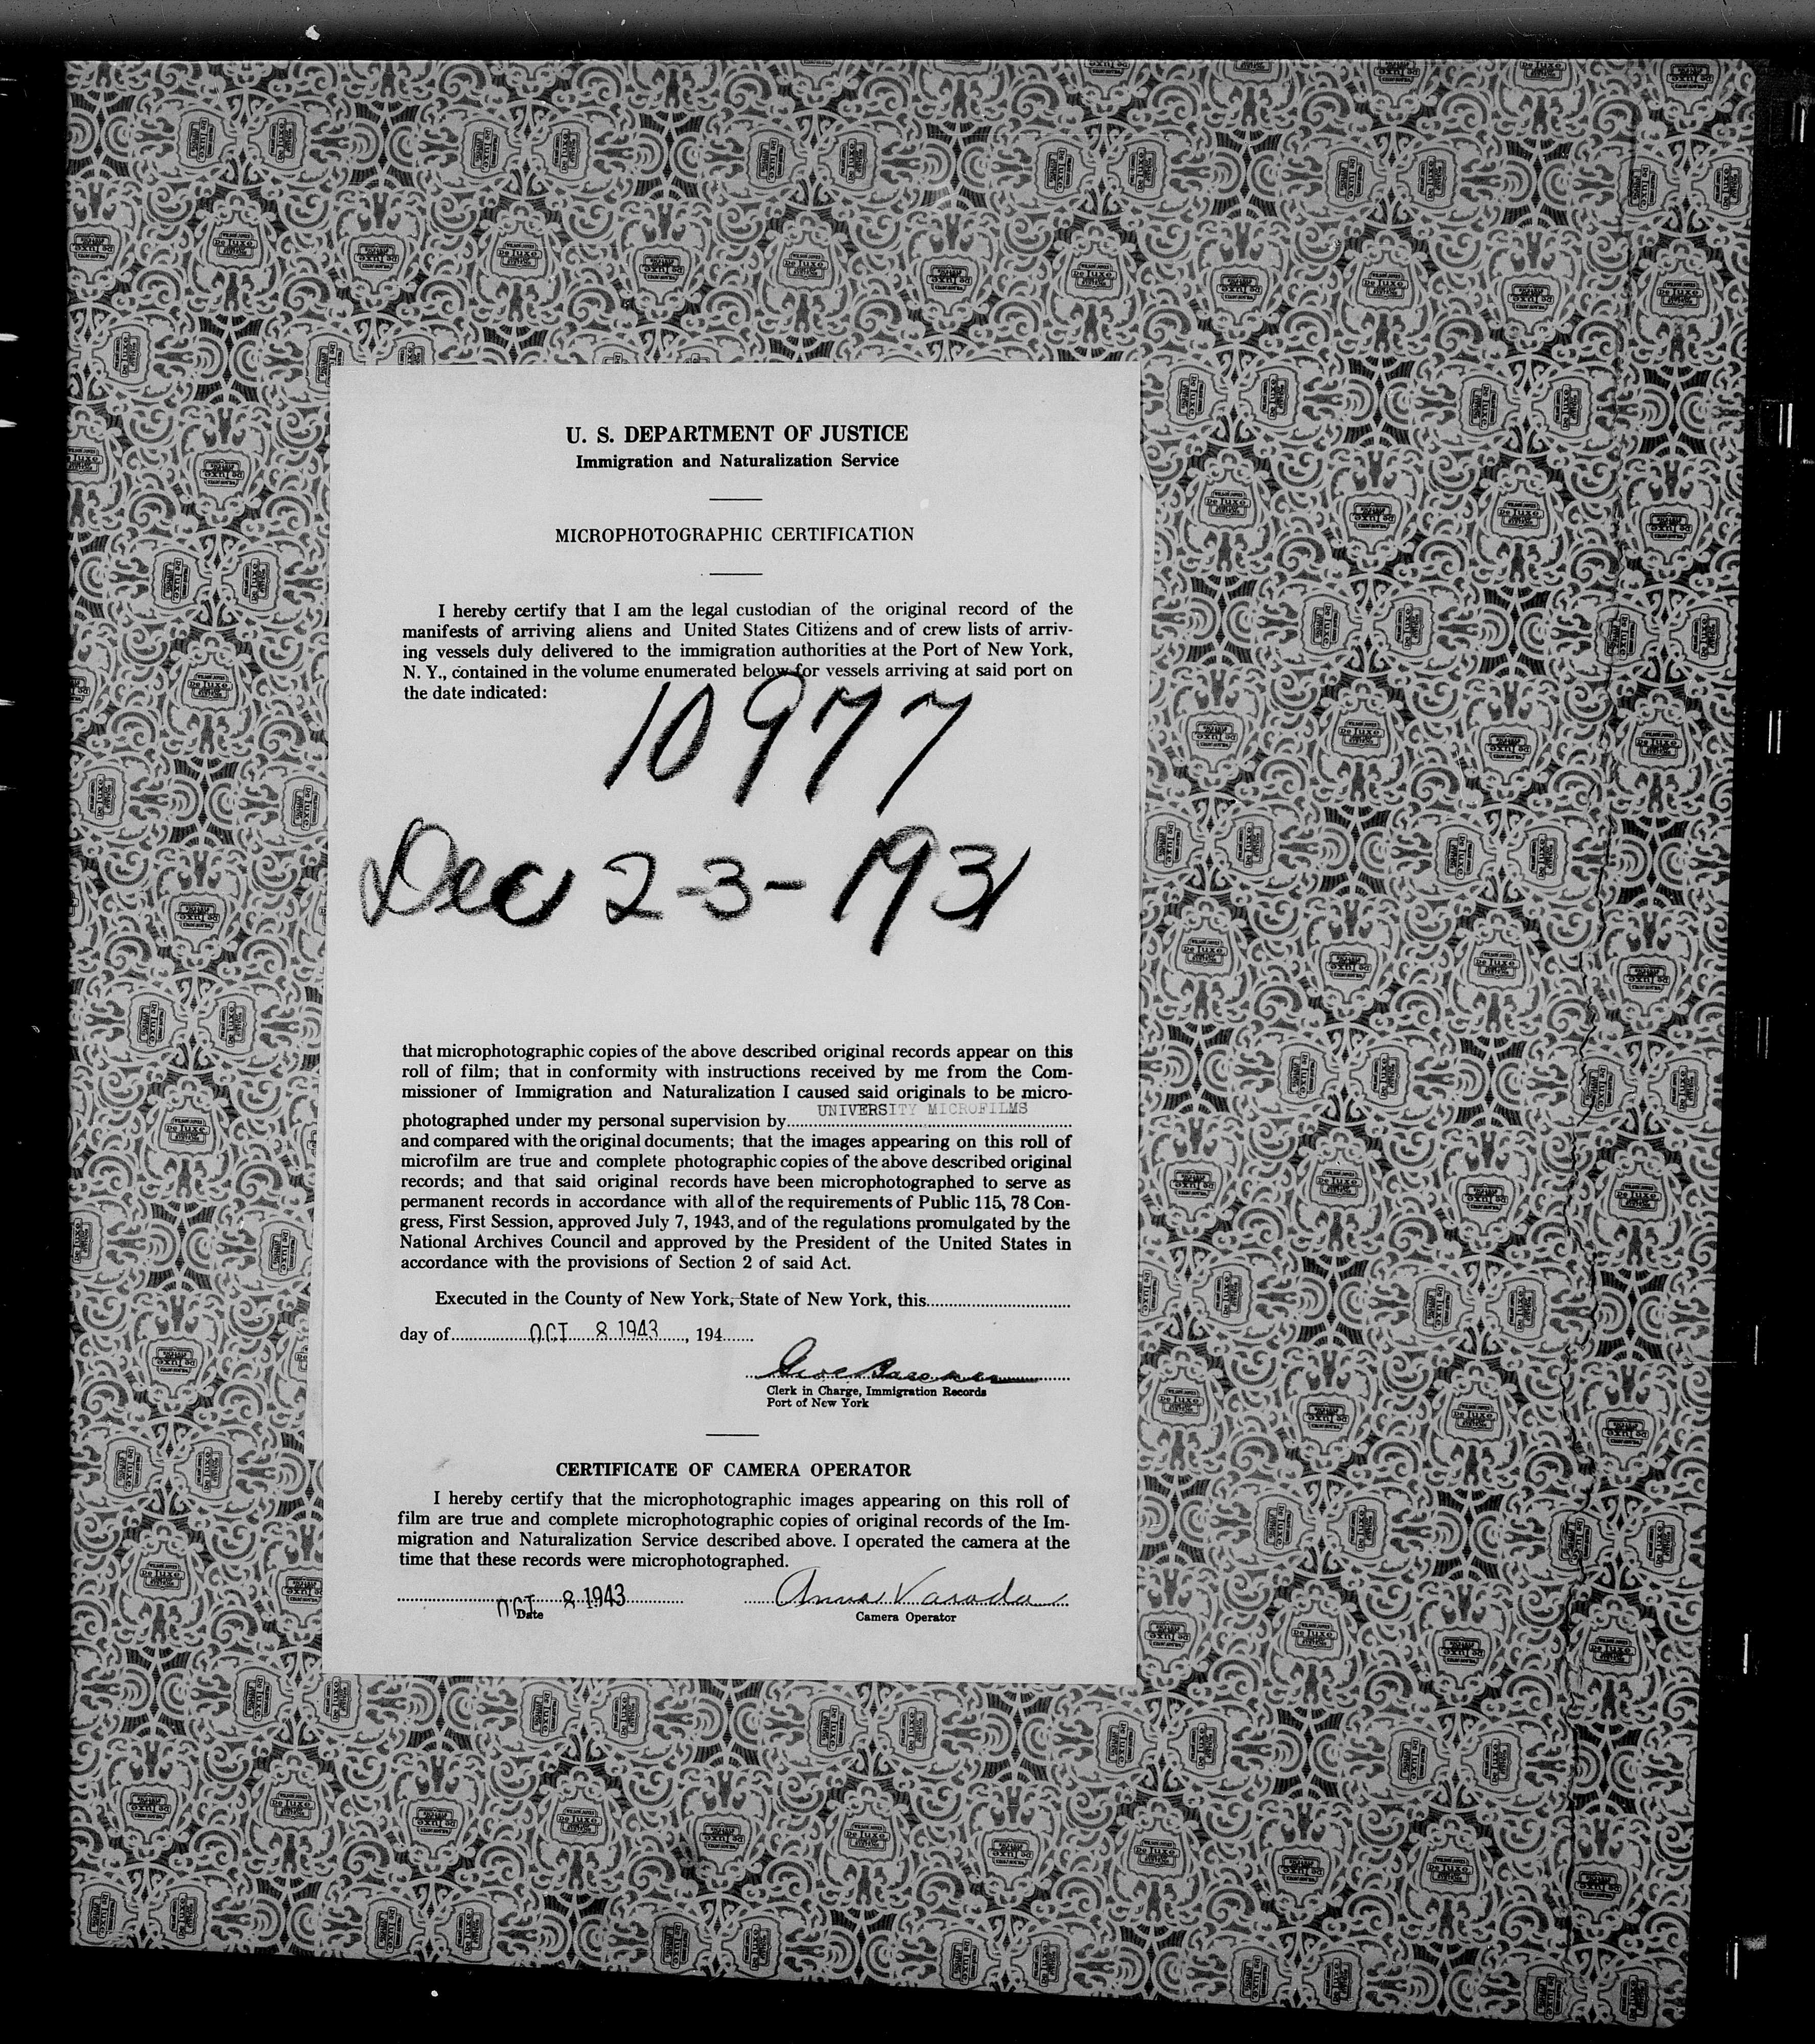 U. S. DEPARTMENT OF JUSTICE
Immigration and Naturalization Service
MICROPHOTOGRAPHIC CERTIFICATION
I hereby certify that I am the legal custodian of the original record of the
manifests of arriving aliens and United States Citizens and of crew lists of arriv-
ing vessels duly delivered to the immigration authorities at the Port of New York,
N. Y., contained in the volume enumerated below for vessels arriving at said port on
the date indicated:
10977
Dec 2-3-1931
that microphotographic copies of the above described original records appear on this
roll of film; that in conformity with instructions received by me from the Com-
missioner of Immigration and Naturalization I caused said originals to be micro-
photographed under my personal supervision by UNIVERSITY MICROFILMS
and compared with the original documents; that the images appearing on this roll of
microfilm are true and complete photographic copies of the above described original
records; and that said original records have been microphotographed to serve as
permanent records in accordance with all of the requirements of Public 115, 78 Con-
gress, First Session, approved July 7, 1943, and of the regulations promulgated by the
National Archives Council and approved by the President of the United States in
accordance with the provisions of Section 2 of said Act.
Executed in the County of New York, State of New York, this
day of OCT 8 1943, 194
Clerk in Charge, Immigration Records
Port of New York
CERTIFICATE OF CAMERA OPERATOR
I hereby certify that the microphotographic images appearing on this roll of
film are true and complete microphotographic copies of original records of the Im-
migration and Naturalization Service described above. I operated the camera at the
time that these records were microphotographed.
OCT 8 1943 Anna Varada
Date Camera Operator
WILSON JONES
De Luxe